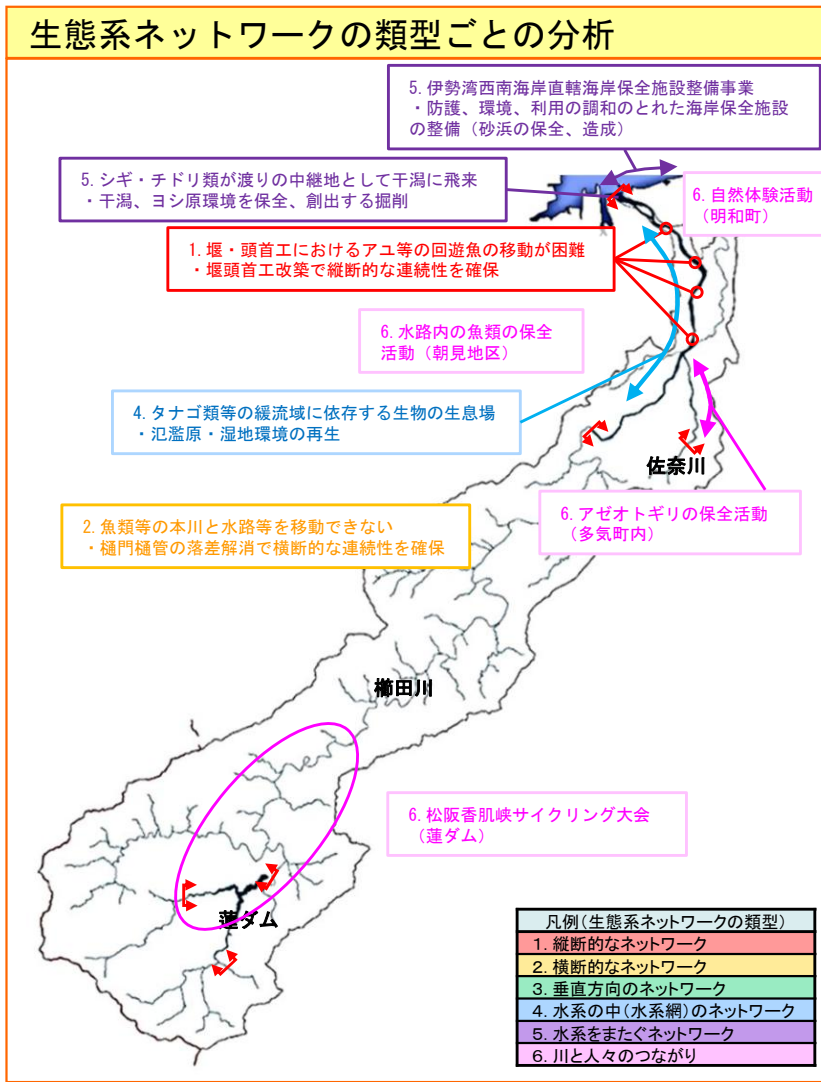 生態系ネットワークの類型ごとの分析
5. 伊勢湾西南海岸直轄海岸保全施設整備事業
・防護、環境、利用の調和のとれた海岸保全施設
の整備（砂浜の保全、造成）
5. シギ・チドリ類が渡りの中継地として干潟に飛来
・干潟、ヨシ原環境を保全、創出する掘削
6. 自然体験活動
（明和町）
1. 堰・頭首工におけるアユ等の回遊魚の移動が困難
・堰頭首工改築で縦断的な連続性を確保
6. 水路内の魚類の保全
活動（朝見地区）
4. タナゴ類等の緩流域に依存する生物の生息場
・氾濫原・湿地環境の再生
佐奈川
2. 魚類等の本川と水路等を移動できない
・樋門樋管の落差解消で横断的な連続性を確保
6. アゼオトギリの保全活動
（多気町内）
櫛田川
6. 松阪香肌峡サイクリング大会
（蓮ダム）
蓮ダム
凡例(生態系ネットワークの類型)
1. 縦断的なネットワーク
2. 横断的なネットワーク
3. 垂直方向のネットワーク
4. 水系の中(水系網)のネットワーク
5. 水系をまたぐネットワーク
6. 川と人々のつながり